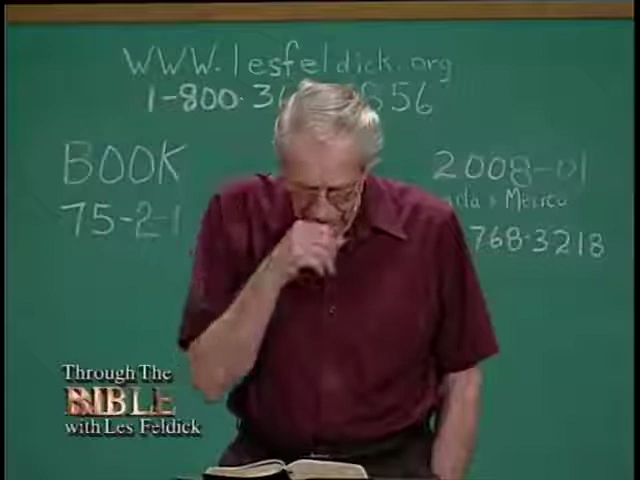 www.lesfeldick.org
1-800-36 856
BOOK
75-2-1
2008-01
Mexico
768-3218
Through The
BIBLE
with Les Feldick